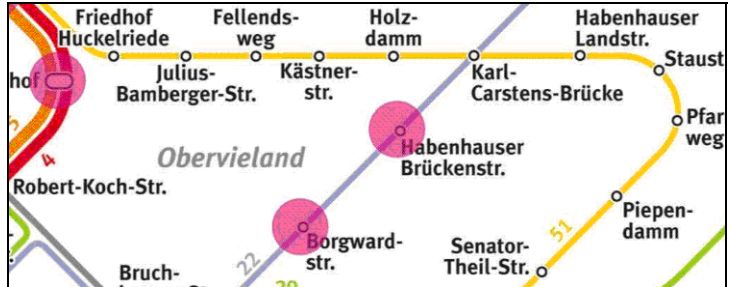 Friedhof
Huckelriede
Fellends-
weg
Holz-
damm
Habenhauser
Landstr.
hof
Julius-
Bamberger-Str.
Kästner-
str.
Karl-
Carstens-Brücke
Staust
Pfar
weg
5
4
Obervieland
Habenhauser
Brückenstr.
Robert-Koch-Str.
Piepen-
damm
51
Borgward-
str.
Senator-
Theil-Str.
22
Bruch-